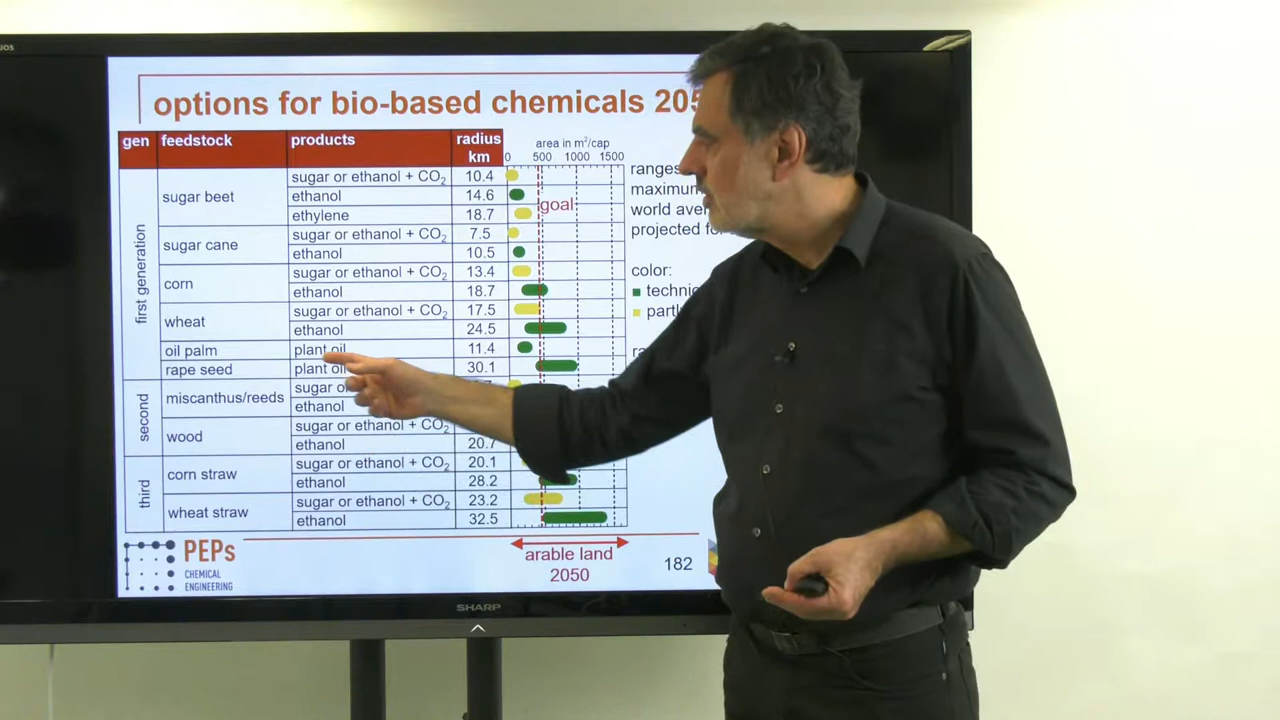 options for bio-based chemicals
gen feedstock products radius km
area in m²/cap
0 500 1000 1500
first generation
sugar beet
sugar or ethanol + CO2 10.4
ethanol 14.6
ethylene 18.7
sugar cane
sugar or ethanol + CO2 7.5
ethanol 10.5
corn
sugar or ethanol + CO2 13.4
ethanol 18.7
wheat
sugar or ethanol + CO2 17.5
ethanol 24.5
oil palm plant oil 11.4
rape seed plant oil 30.1
second
miscanthus/reeds
sugar
ethanol
wood
sugar or ethanol + CO2
ethanol 20.7
third
corn straw
sugar or ethanol + CO2 20.1
ethanol 28.2
wheat straw
sugar or ethanol + CO2 23.2
ethanol 32.5
goal
ranges
maximum
world
projected
color:
arable land
2050
182
PEPs
CHEMICAL
ENGINEERING
SHARP